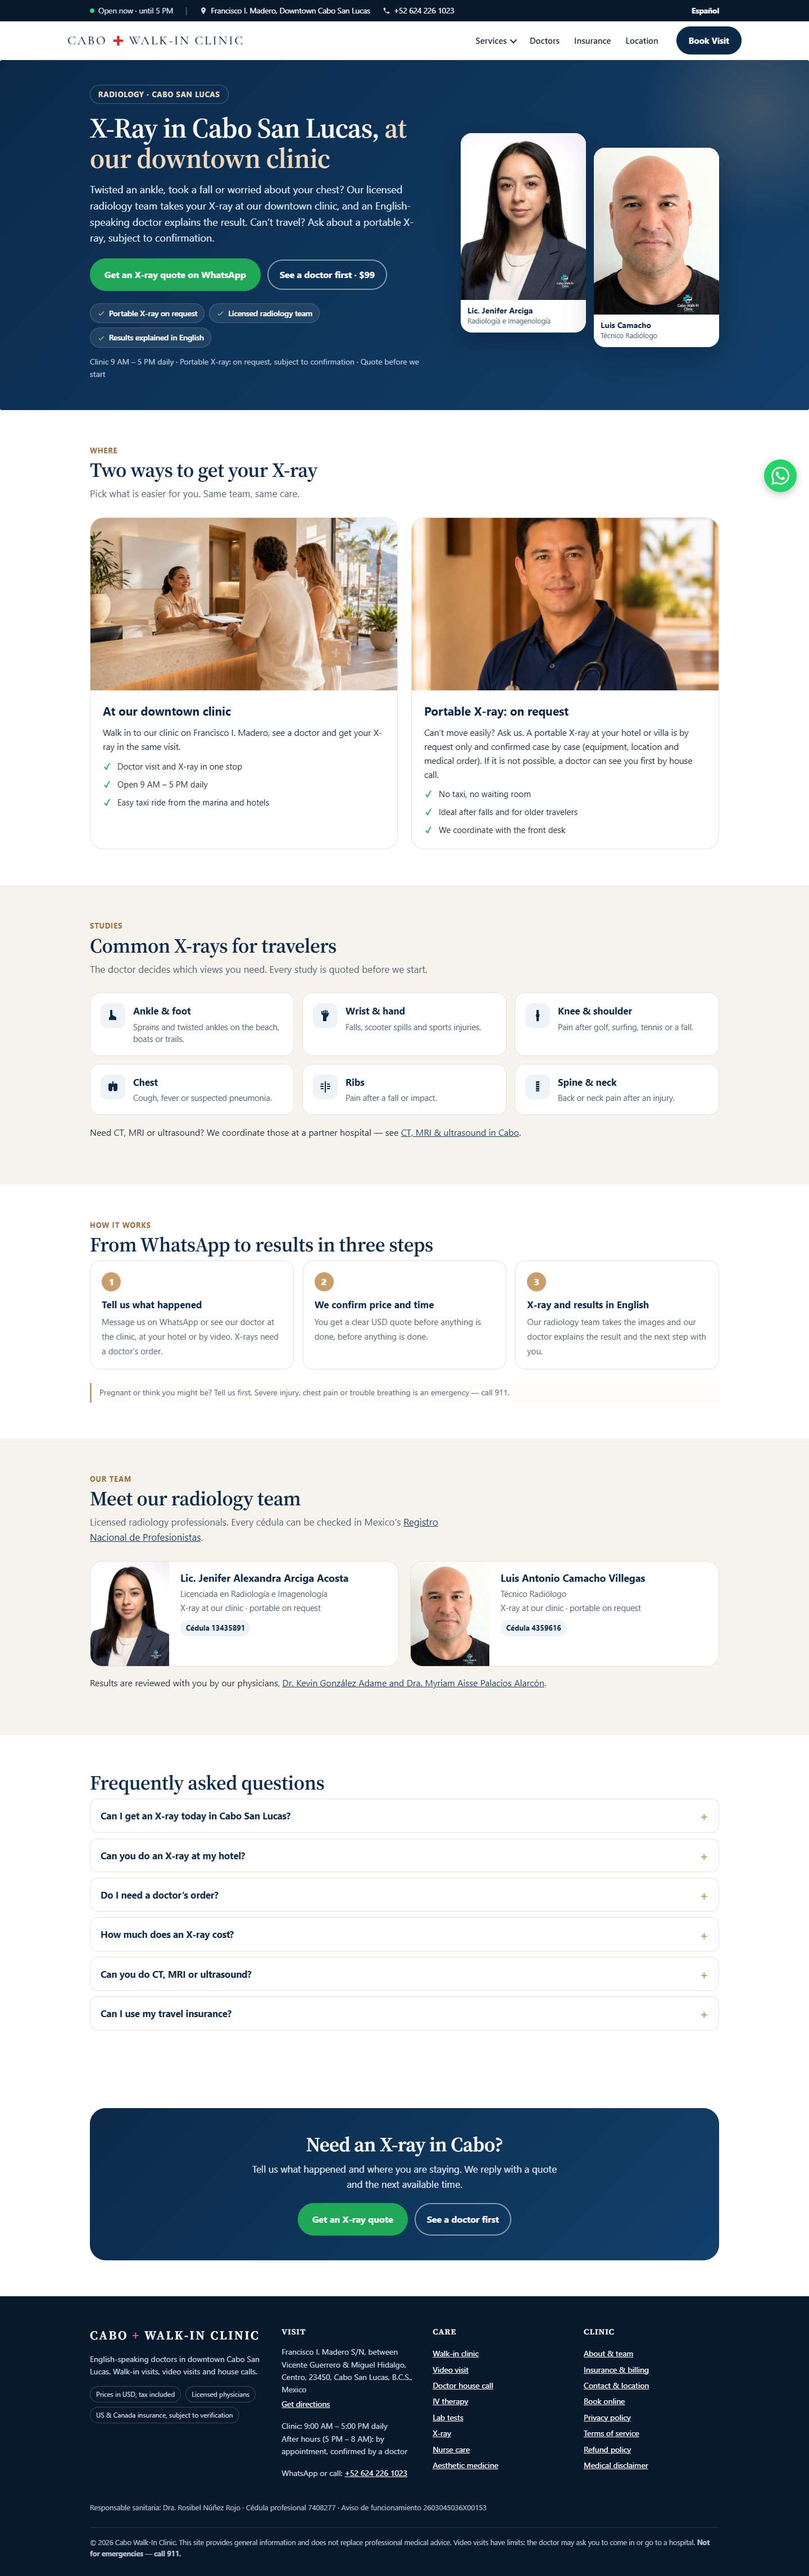 Open now · until 5 PM | Francisco I. Madero, Downtown Cabo San Lucas +52 624 226 1023 Español
CABO + WALK-IN CLINIC Services Doctors Insurance Location Book Visit
RADIOLOGY · CABO SAN LUCAS
X-Ray in Cabo San Lucas, at
our downtown clinic
Twisted an ankle, took a fall or worried about your chest? Our licensed
radiology team takes your X-ray at our downtown clinic, and an English-
speaking doctor explains the result. Can't travel? Ask about a portable X-
ray, subject to confirmation.
Get an X-ray quote on WhatsApp See a doctor first · $99
Portable X-ray on request Licensed radiology team
Results explained in English
Clinic 9 AM – 5 PM daily · Portable X-ray: on request, subject to confirmation · Quote before we
start
Lic. Jenifer Arciga
Radiología e Imagenología
Luis Camacho
Técnico Radiólogo
WHERE
Two ways to get your X-ray
Pick what is easier for you. Same team, same care.
At our downtown clinic
Walk in to our clinic on Francisco I. Madero, see a doctor and get your X-
ray in the same visit.
✓ Doctor visit and X-ray in one stop
✓ Open 9 AM – 5 PM daily
✓ Easy taxi ride from the marina and hotels
Portable X-ray: on request
Can't move easily? Ask us. A portable X-ray at your hotel or villa is by
request only and confirmed case by case (equipment, location and
medical order). If it is not possible, a doctor can see you first by house
call.
✓ No taxi, no waiting room
✓ Ideal after falls and for older travelers
✓ We coordinate with the front desk
STUDIES
Common X-rays for travelers
The doctor decides which views you need. Every study is quoted before we start.
Ankle & foot
Sprains and twisted ankles on the beach,
boats or trails.
Wrist & hand
Falls, scooter spills and sports injuries.
Knee & shoulder
Pain after golf, surfing, tennis or a fall.
Chest
Cough, fever or suspected pneumonia.
Ribs
Pain after a fall or impact.
Spine & neck
Back or neck pain after an injury.
Need CT, MRI or ultrasound? We coordinate those at a partner hospital — see CT, MRI & ultrasound in Cabo.
HOW IT WORKS
From WhatsApp to results in three steps
1
Tell us what happened
Message us on WhatsApp or see our doctor at
the clinic, at your hotel or by video. X-rays need
a doctor's order.
2
We confirm price and time
You get a clear USD quote before anything is
done, before anything is done.
3
X-ray and results in English
Our radiology team takes the images and our
doctor explains the result and the next step with
you.
Pregnant or think you might be? Tell us first. Severe injury, chest pain or trouble breathing is an emergency — call 911.
OUR TEAM
Meet our radiology team
Licensed radiology professionals. Every cédula can be checked in Mexico's Registro
Nacional de Profesionistas.
Lic. Jenifer Alexandra Arciga Acosta
Licenciada en Radiología e Imagenología
X-ray at our clinic · portable on request
Cédula 13435891
Luis Antonio Camacho Villegas
Técnico Radiólogo
X-ray at our clinic · portable on request
Cédula 4359616
Results are reviewed with you by our physicians, Dr. Kevin González Adame and Dra. Myriam Aisse Palacios Alarcón.
Frequently asked questions
Can I get an X-ray today in Cabo San Lucas? +
Can you do an X-ray at my hotel? +
Do I need a doctor's order? +
How much does an X-ray cost? +
Can you do CT, MRI or ultrasound? +
Can I use my travel insurance? +
Need an X-ray in Cabo?
Tell us what happened and where you are staying. We reply with a quote
and the next available time.
Get an X-ray quote See a doctor first
CABO + WALK-IN CLINIC
English-speaking doctors in downtown Cabo San
Lucas. Walk-in visits, video visits and house calls.
Prices in USD, tax included Licensed physicians
US & Canada insurance, subject to verification
VISIT
Francisco I. Madero S/N, between
Vicente Guerrero & Miguel Hidalgo,
Centro, 23450, Cabo San Lucas, B.C.S.,
Mexico
Get directions
Clinic: 9:00 AM – 5:00 PM daily
After hours (5 PM – 8 AM): by
appointment, confirmed by a doctor
WhatsApp or call: +52 624 226 1023
CARE
Walk-in clinic
Video visit
Doctor house call
IV therapy
Lab tests
X-ray
Nurse care
Aesthetic medicine
CLINIC
About & team
Insurance & billing
Contact & location
Book online
Privacy policy
Terms of service
Refund policy
Medical disclaimer
Responsable sanitaria: Dra. Rosibel Núñez Rojo · Cédula profesional 7408277 · Aviso de funcionamiento 2603045036X00153
© 2026 Cabo Walk-In Clinic. This site provides general information and does not replace professional medical advice. Video visits have limits: the doctor may ask you to come in or go to a hospital. Not
for emergencies — call 911.